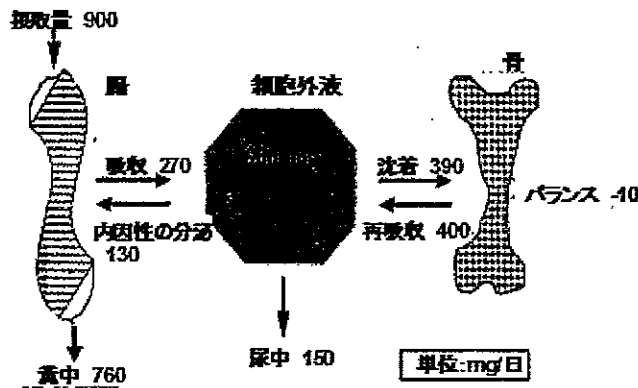 摂取量 900
腸
細胞外液
骨
吸収 270
沈着 390
バランス -10
内因性の分泌
130
再吸収 400
糞中 760
尿中 150
単位:mg/日